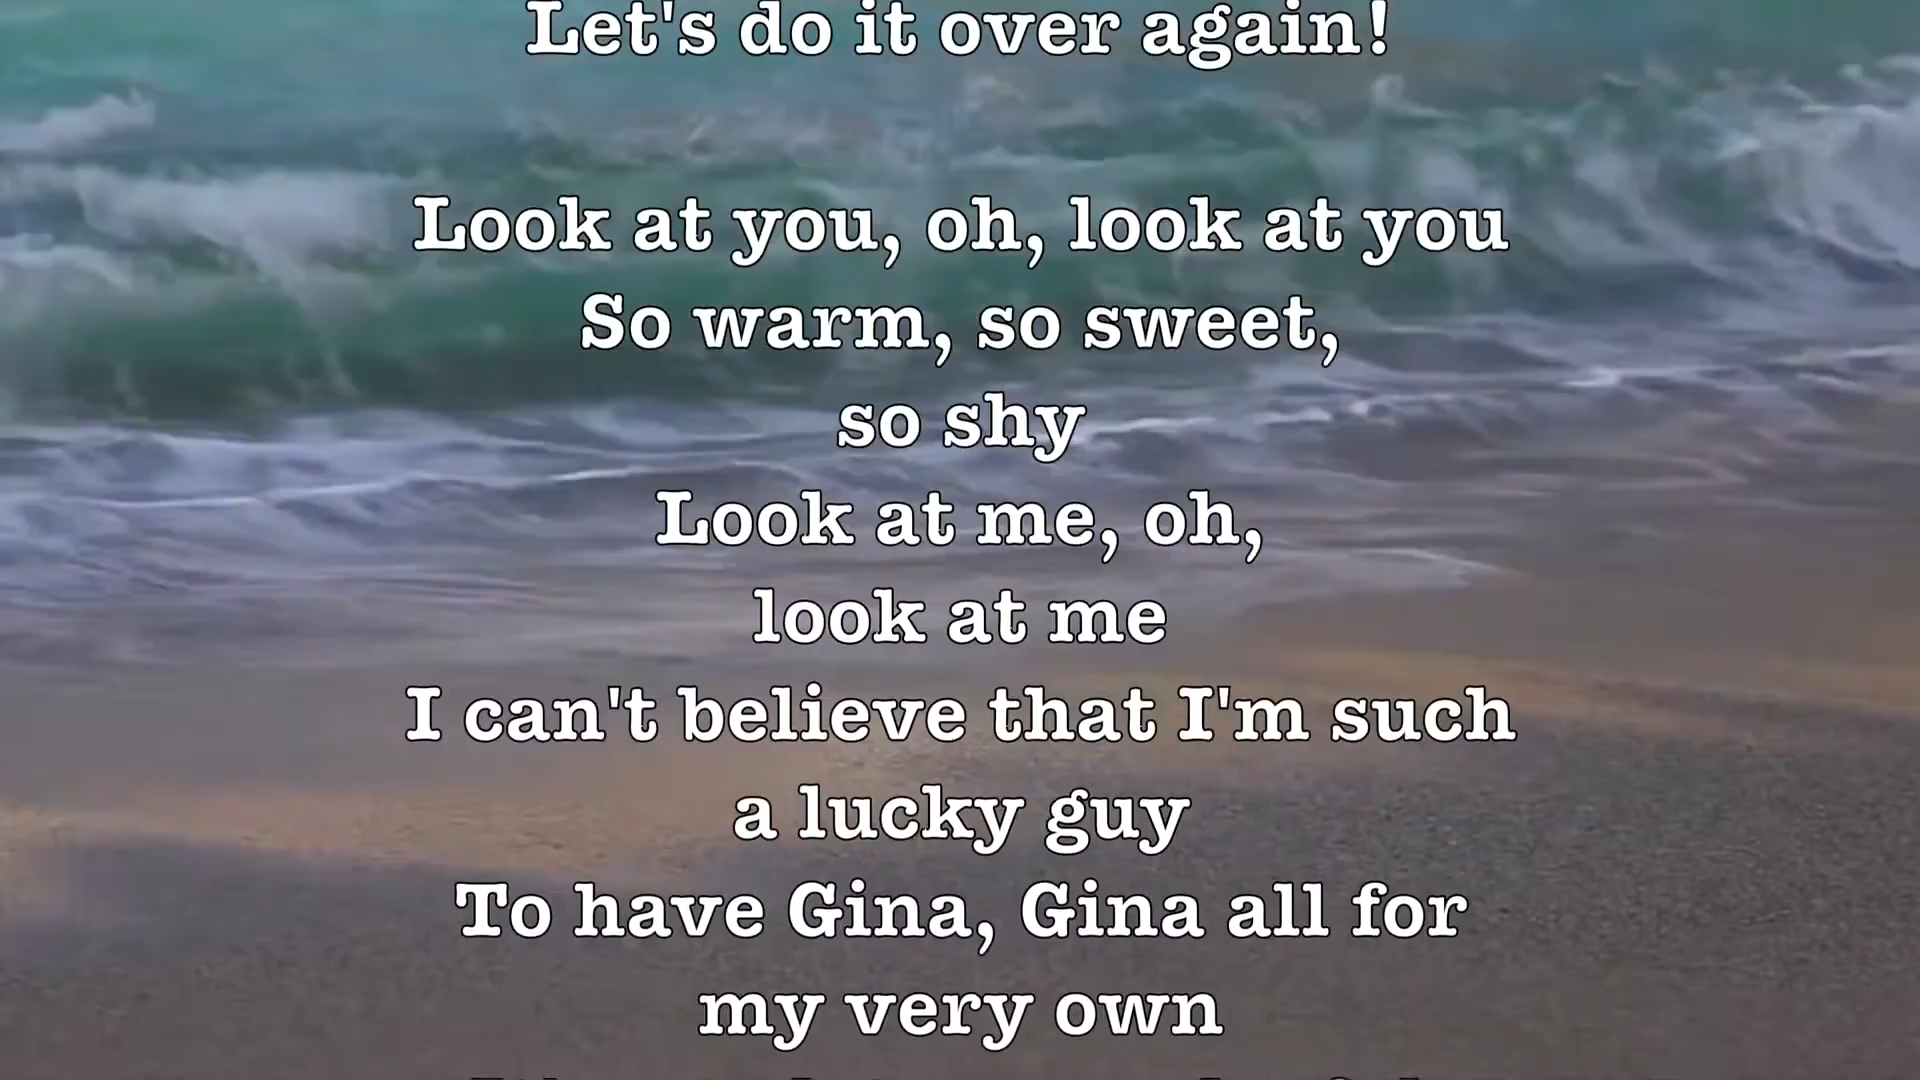 Let's do it over again!
Look at you, oh, look at you
So warm, so sweet,
so shy
Look at me, oh,
look at me
I can't believe that I'm such
a lucky guy
To have Gina, Gina all for
my very own